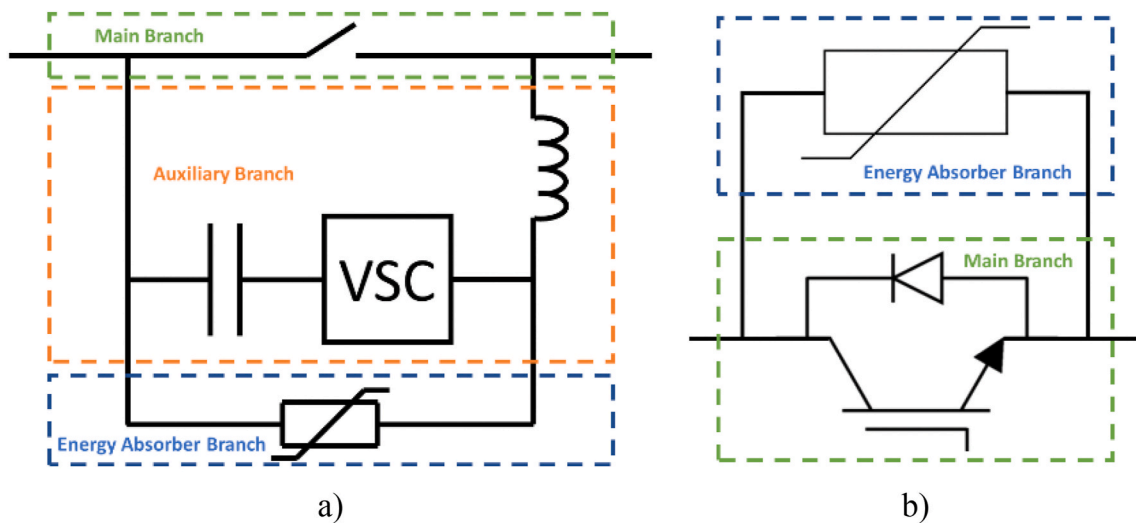 Main Branch
Auxiliary Branch
VSC
Energy Absorber Branch
a)
Energy Absorber Branch
Main Branch
b)